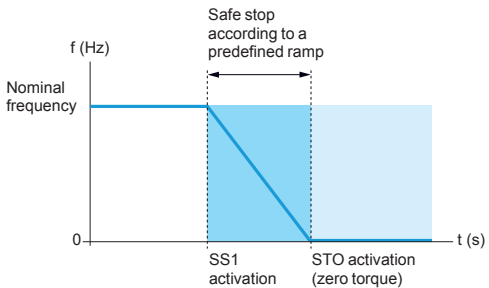 Safe stop
according to a
predefined ramp
f (Hz)
Nominal
frequency
0
t (s)
SS1
activation
STO activation
(zero torque)